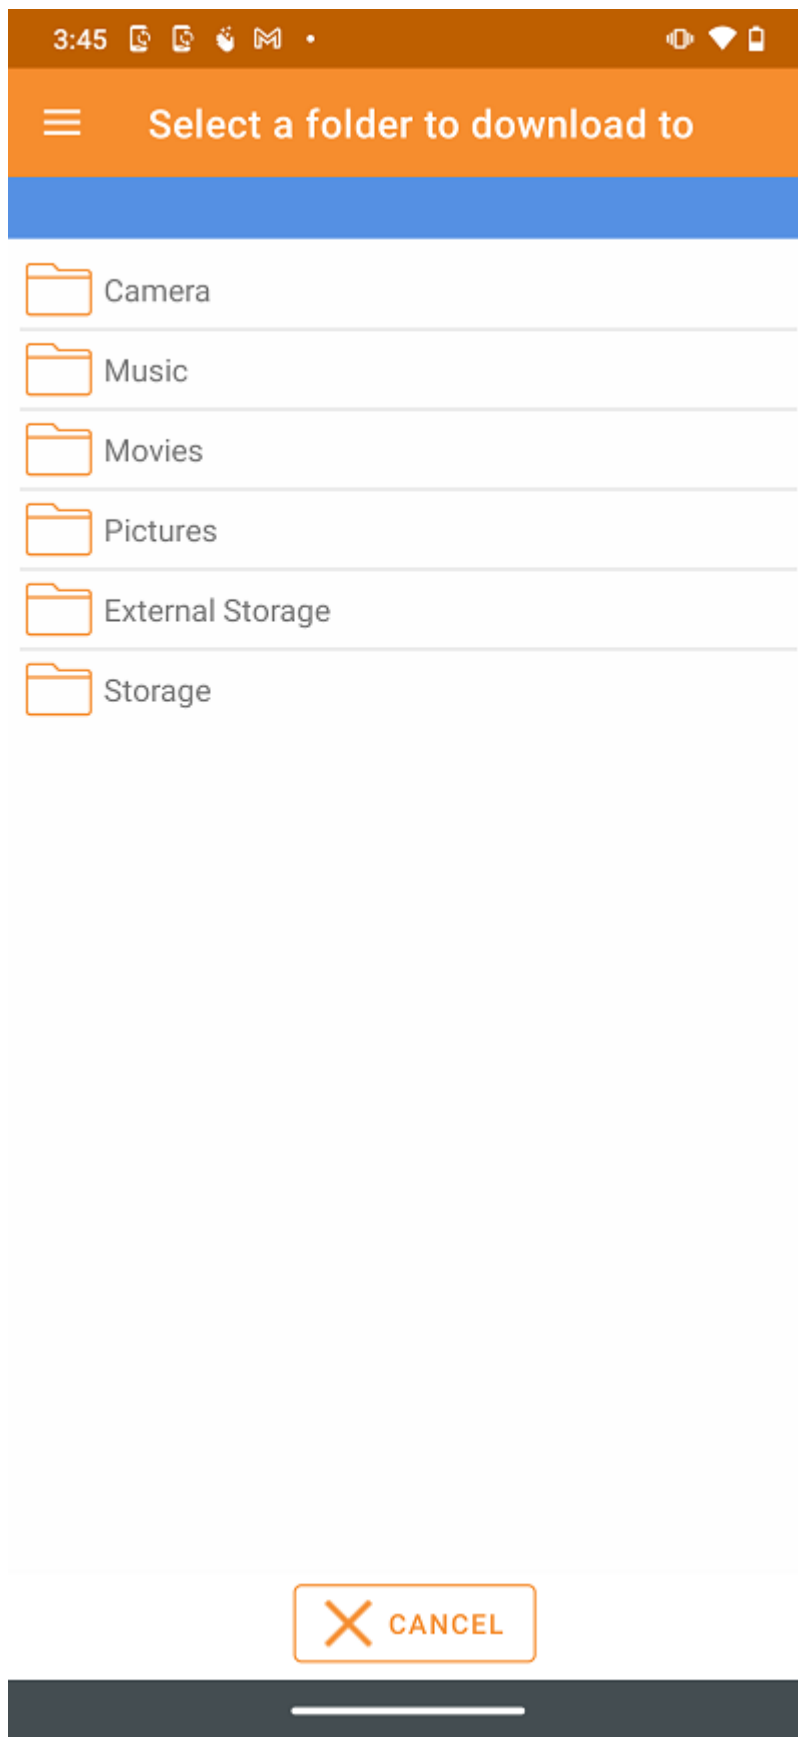 3:45
Select a folder to download to
Camera
Music
Movies
Pictures
External Storage
Storage
CANCEL